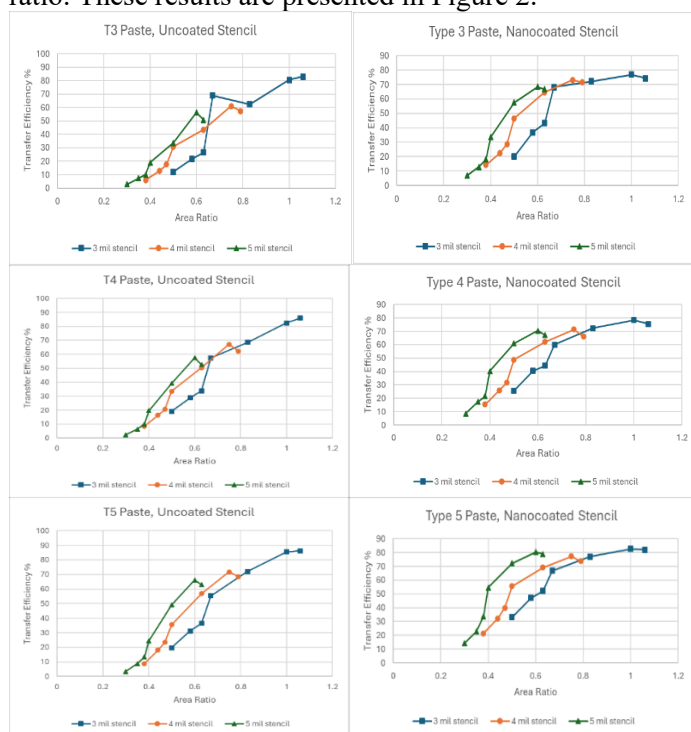 ratio. These results are presented in Figure 2.
T3 Paste, Uncoated Stencil
100
90
80
70
60
50
40
30
20
10
0
Transfer Efficiency %
0 0.2 0.4 0.6 0.8 1 1.2
Area Ratio
3 mil stencil 4 mil stencil 5 mil stencil
Type 3 Paste, Nanocoated Stencil
90
80
70
60
50
40
30
20
10
0
Transfer Efficiency %
0 0.2 0.4 0.6 0.8 1 1.2
Area Ratio
3 mil stencil 4 mil stencil 5 mil stencil
T4 Paste, Uncoated Stencil
100
90
80
70
60
50
40
30
20
10
0
Transfer Efficiency %
0 0.2 0.4 0.6 0.8 1 1.2
Area Ratio
3 mil stencil 4 mil stencil 5 mil stencil
Type 4 Paste, Nanocoated Stencil
90
80
70
60
50
40
30
20
10
0
Transfer Efficiency %
0 0.2 0.4 0.6 0.8 1 1.2
Area Ratio
3 mil stencil 4 mil stencil 5 mil stencil
T5 Paste, Uncoated Stencil
100
90
80
70
60
50
40
30
20
10
0
Transfer Efficiency %
0 0.2 0.4 0.6 0.8 1 1.2
Area Ratio
3 mil stencil 4 mil stencil 5 mil stencil
Type 5 Paste, Nanocoated Stencil
90
80
70
60
50
40
30
20
10
0
Transfer Efficiency %
0 0.2 0.4 0.6 0.8 1 1.2
Area Ratio
3 mil stencil 4 mil stencil 5 mil stencil